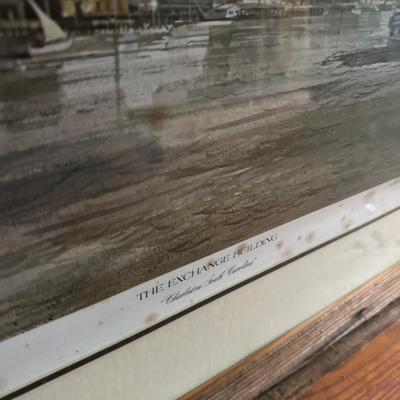 THE EXCHANGE BUILDING
"Charleston, South Carolina"